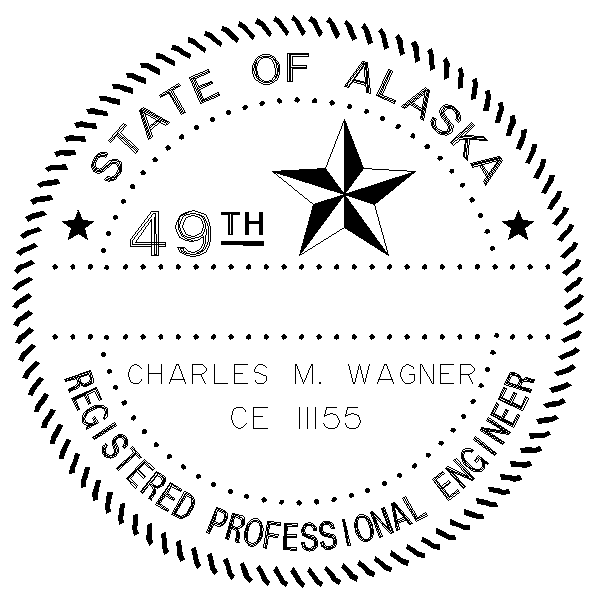 STATE OF ALASKA
49TH
CHARLES M. WAGNER
CE 11155
REGISTERED PROFESSIONAL ENGINEER